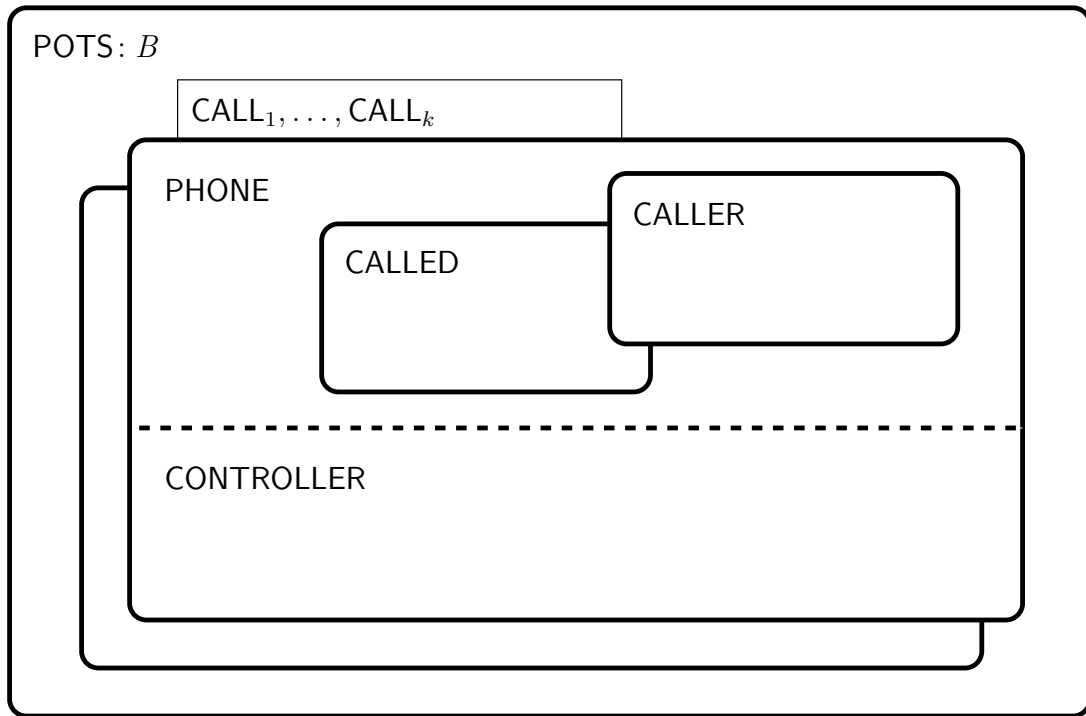 POTS: B
CALL₁, . . . , CALLₖ
PHONE
CALLER
CALLED
CONTROLLER